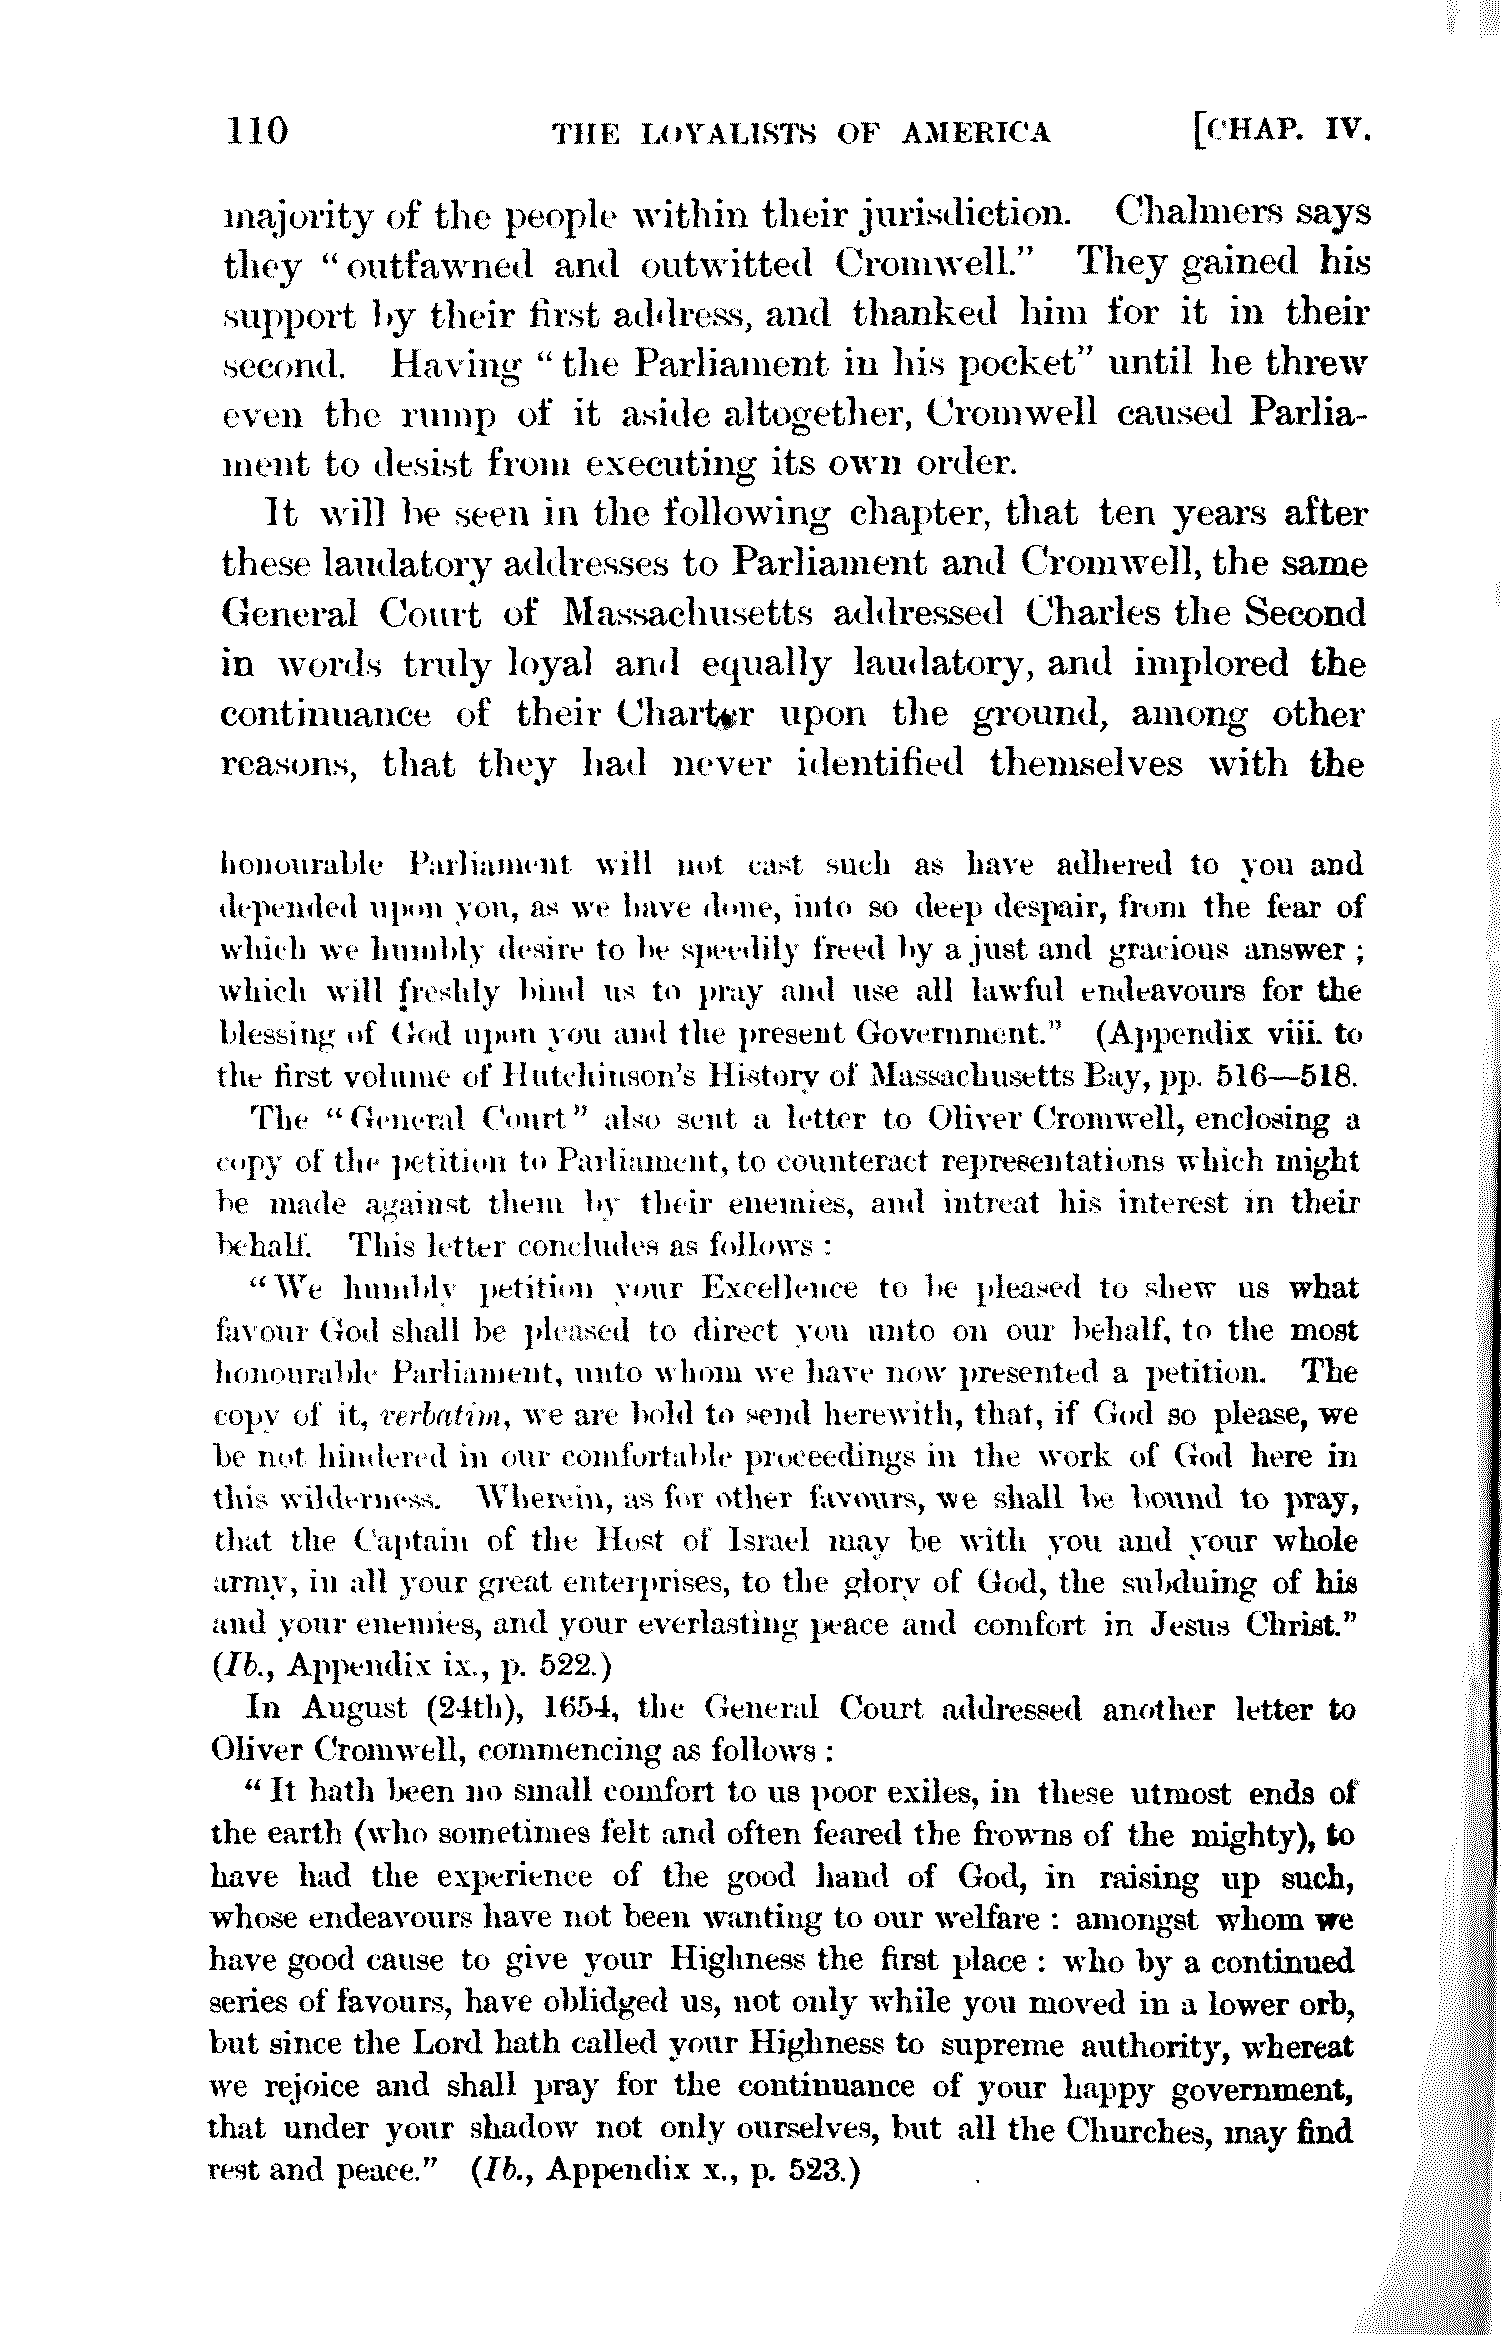 110 THE LOYALISTS OF AMERICA [CHAP. IV.
majority of the people within their jurisdiction. Chalmers says
they "outfawned and outwitted Cromwell." They gained his
support by their first address, and thanked him for it in their
second. Having "the Parliament in his pocket" until he threw
even the rump of it aside altogether, Cromwell caused Parlia-
ment to desist from executing its own order.
It will be seen in the following chapter, that ten years after
these laudatory addresses to Parliament and Cromwell, the same
General Court of Massachusetts addressed Charles the Second
in words truly loyal and equally laudatory, and implored the
continuance of their Charter upon the ground, among other
reasons, that they had never identified themselves with the
honourable Parliament will not cast such as have adhered to you and
depended upon you, as we have done, into so deep despair, from the fear of
which we humbly desire to be speedily freed by a just and gracious answer;
which will freshly bind us to pray and use all lawful endeavours for the
blessing of God upon you and the present Government." (Appendix viii. to
the first volume of Hutchinson's History of Massachusetts Bay, pp. 516—518.
The "General Court" also sent a letter to Oliver Cromwell, enclosing a
copy of the petition to Parliament, to counteract representations which might
be made against them by their enemies, and intreat his interest in their
behalf. This letter concludes as follows:
"We humbly petition your Excellence to be pleased to shew us what
favour God shall be pleased to direct you unto on our behalf, to the most
honourable Parliament, unto whom we have now presented a petition. The
copy of it, verbatim, we are bold to send herewith, that, if God so please, we
be not hindered in our comfortable proceedings in the work of God here in
this wilderness. Wherein, as for other favours, we shall be bound to pray,
that the Captain of the Host of Israel may be with you and your whole
army, in all your great enterprises, to the glory of God, the subduing of his
and your enemies, and your everlasting peace and comfort in Jesus Christ."
(Ib., Appendix ix., p. 522.)
In August (24th), 1654, the General Court addressed another letter to
Oliver Cromwell, commencing as follows:
"It hath been no small comfort to us poor exiles, in these utmost ends of
the earth (who sometimes felt and often feared the frowns of the mighty), to
have had the experience of the good hand of God, in raising up such,
whose endeavours have not been wanting to our welfare: amongst whom we
have good cause to give your Highness the first place: who by a continued
series of favours, have oblidged us, not only while you moved in a lower orb,
but since the Lord hath called your Highness to supreme authority, whereat
we rejoice and shall pray for the continuance of your happy government,
that under your shadow not only ourselves, but all the Churches, may find
rest and peace." (Ib., Appendix x., p. 523.)